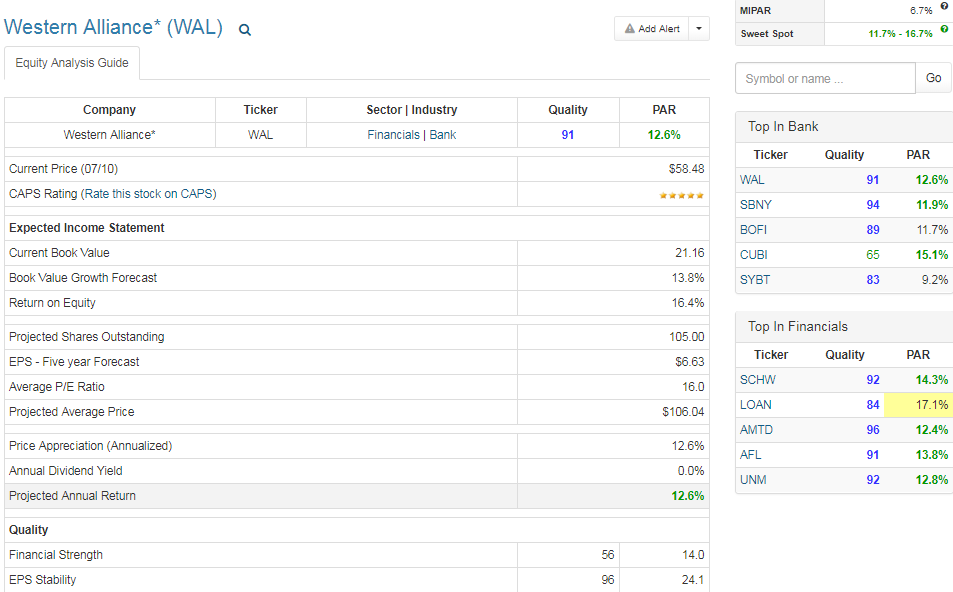 Western Alliance* (WAL)
Add Alert
Equity Analysis Guide
Company Ticker Sector | Industry Quality PAR
Western Alliance* WAL Financials | Bank 91 12.6%
Current Price (07/10) $58.48
CAPS Rating (Rate this stock on CAPS)
Expected Income Statement
Current Book Value 21.16
Book Value Growth Forecast 13.8%
Return on Equity 16.4%
Projected Shares Outstanding 105.00
EPS - Five year Forecast $6.63
Average P/E Ratio 16.0
Projected Average Price $106.04
Price Appreciation (Annualized) 12.6%
Annual Dividend Yield 0.0%
Projected Annual Return 12.6%
Quality
Financial Strength 56 14.0
EPS Stability 96 24.1
MIPAR 6.7% ?
Sweet Spot 11.7% - 16.7% ?
Symbol or name ... Go
Top In Bank
Ticker Quality PAR
WAL 91 12.6%
SBNY 94 11.9%
BOFI 89 11.7%
CUBI 65 15.1%
SYBT 83 9.2%
Top In Financials
Ticker Quality PAR
SCHW 92 14.3%
LOAN 84 17.1%
AMTD 96 12.4%
AFL 91 13.8%
UNM 92 12.8%